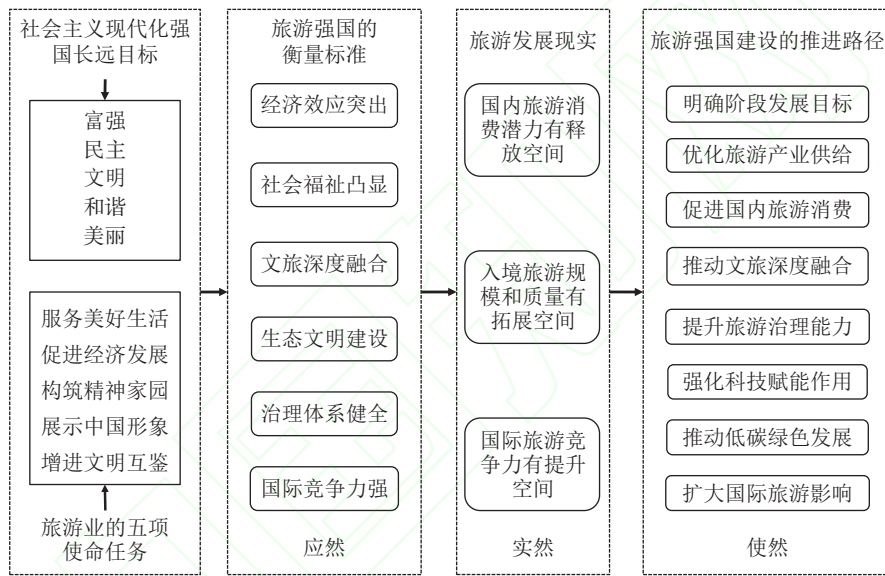 社会主义现代化强
国长远目标
富强
民主
文明
和谐
美丽
服务美好生活
促进经济发展
构筑精神家园
展示中国形象
增进文明互鉴
旅游业的五项
使命任务
旅游强国的
衡量标准
经济效应突出
社会福祉凸显
文旅深度融合
生态文明建设
治理体系健全
国际竞争力强
应然
旅游发展现实
国内旅游消
费潜力有释
放空间
入境旅游规
模和质量有
拓展空间
国际旅游竞
争力有提升
空间
实然
旅游强国建设的推进路径
明确阶段发展目标
优化旅游产业供给
促进国内旅游消费
推动文旅深度融合
提升旅游治理能力
强化科技赋能作用
推动低碳绿色发展
扩大国际旅游影响
使然